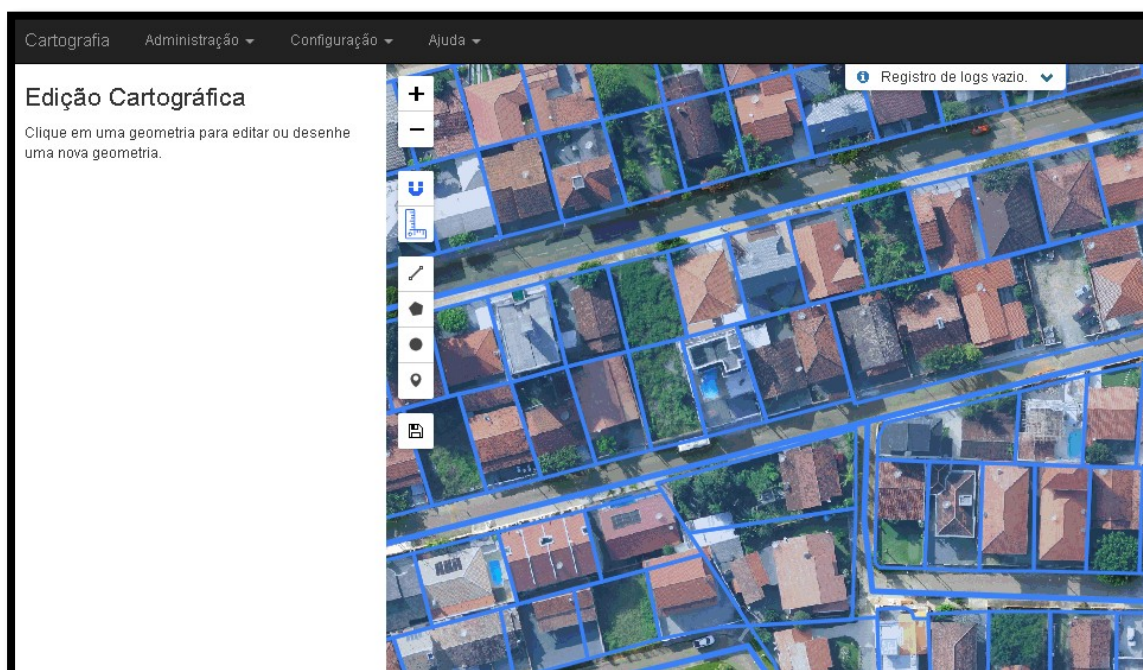 Cartografia Administração Configuração Ajuda
Edição Cartográfica
Clique em uma geometria para editar ou desenhe
uma nova geometria.
Registro de logs vazio.